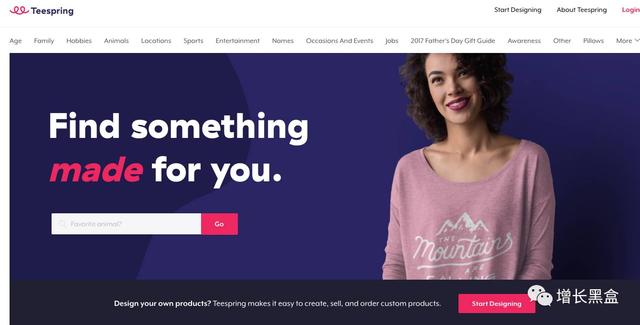 Teespring
Start Designing About Teespring Login
Age Family Hobbies Animals Locations Sports Entertainment Names Occasions And Events Jobs 2017 Father's Day Gift Guide Awareness Other Pillows More
Find something
made for you.
Favorite animal?
Go
THE
Mountains
ARE
Design your own products? Teespring makes it easy to create, sell, and order custom products.
Start Designing
增长黑盒